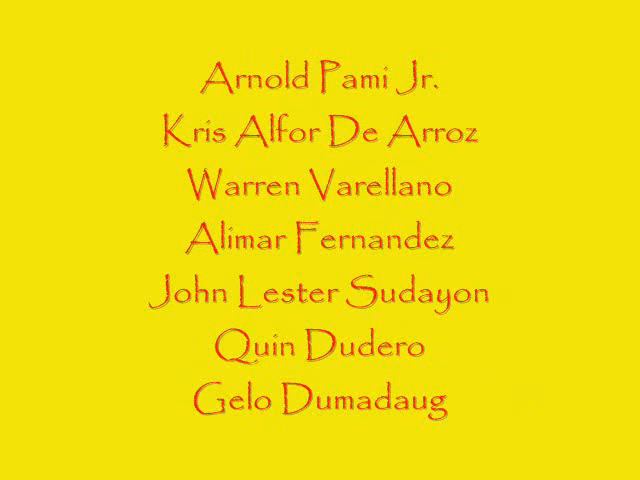 Arnold Pami Jr.
Kris Alfor De Arroz
Warren Varellano
Alimar Fernandez
John Lester Sudayon
Quin Dudero
Gelo Dumadaug